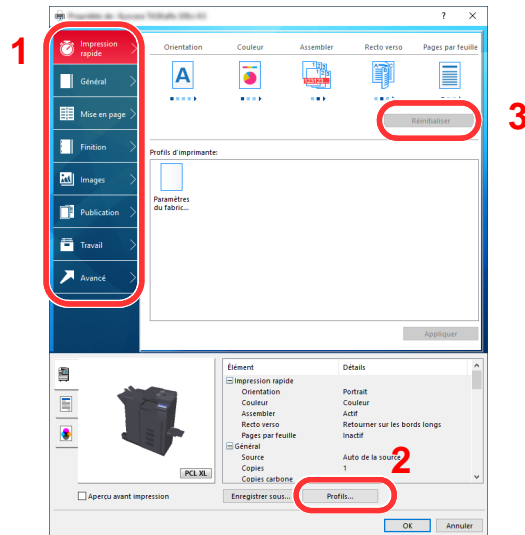 ? ×
1
Impression rapide
Général
Mise en page
Finition
Images
Publication
Travail
Avancé
Orientation Couleur Assembler Recto verso Pages par feuille
A
123123
3
Réinitialiser
Profils d'imprimante:
Paramètres
du fabric...
Appliquer
Élément Détails
Impression rapide
Orientation Portrait
Couleur Couleur
Assembler Actif
Recto verso Retourner sur les bords longs
Pages par feuille Inactif
Général
Source Auto de la source
Copies 1
Copies carbone
2
PCL XL
Aperçu avant impression
Enregistrer sous... Profils...
OK Annuler